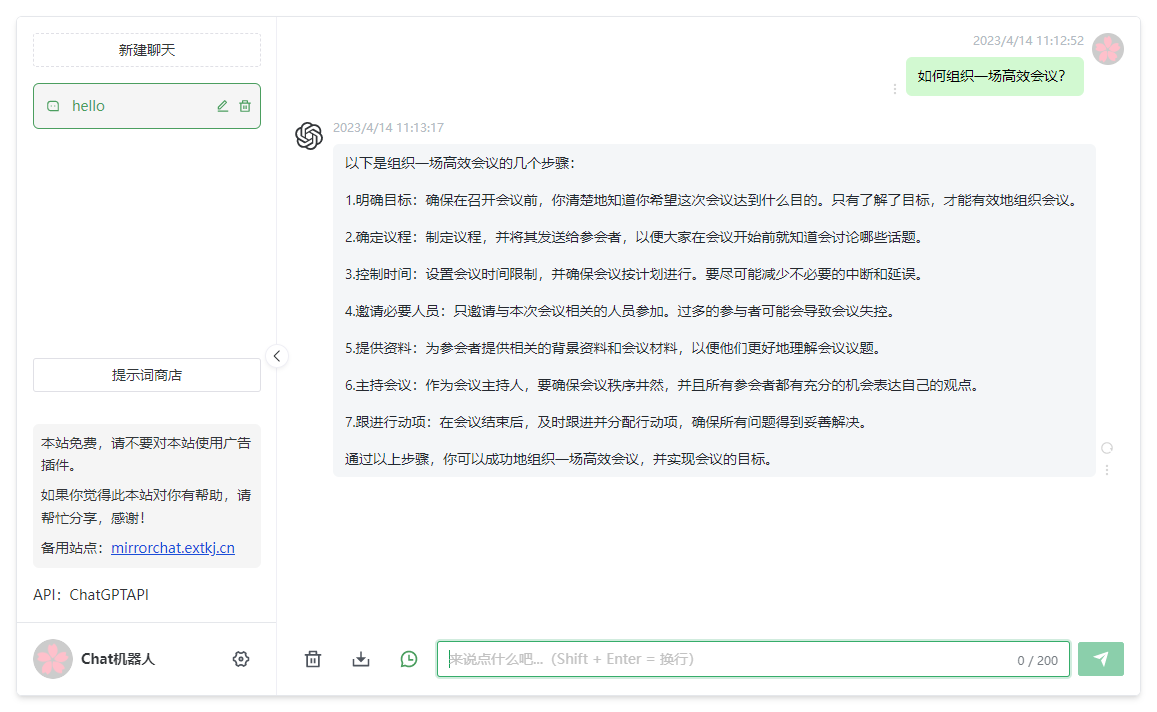 新建聊天
hello
提示词商店
本站免费，请不要对本站使用广告
插件。
如果你觉得此本站对你有帮助，请
帮忙分享，感谢！
备用站点：mirrorchat.extkj.cn
API：ChatGPTAPI
Chat机器人
2023/4/14 11:12:52
如何组织一场高效会议？
2023/4/14 11:13:17
以下是组织一场高效会议的几个步骤：
1.明确目标：确保在召开会议前，你清楚地知道你希望这次会议达到什么目的。只有了解了目标，才能有效地组织会议。
2.确定议程：制定议程，并将其发送给参会者，以便大家在会议开始前就知道会讨论哪些话题。
3.控制时间：设置会议时间限制，并确保会议按计划进行。要尽可能减少不必要的中断和延误。
4.邀请必要人员：只邀请与本次会议相关的人员参加。过多的参与者可能会导致会议失控。
5.提供资料：为参会者提供相关的背景资料和会议材料，以便他们更好地理解会议议题。
6.主持会议：作为会议主持人，要确保会议秩序井然，并且所有参会者都有充分的机会表达自己的观点。
7.跟进行动项：在会议结束后，及时跟进并分配行动项，确保所有问题得到妥善解决。
通过以上步骤，你可以成功地组织一场高效会议，并实现会议的目标。
来说点什么吧...（Shift + Enter = 换行）
0 / 200